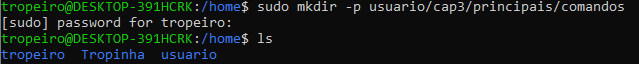 tropeiro@DESKTOP-391HCRK:/home$ sudo mkdir -p usuario/cap3/principais/comandos
[sudo] password for tropeiro:
tropeiro@DESKTOP-391HCRK:/home$ ls
tropeiro  Tropinha  usuario